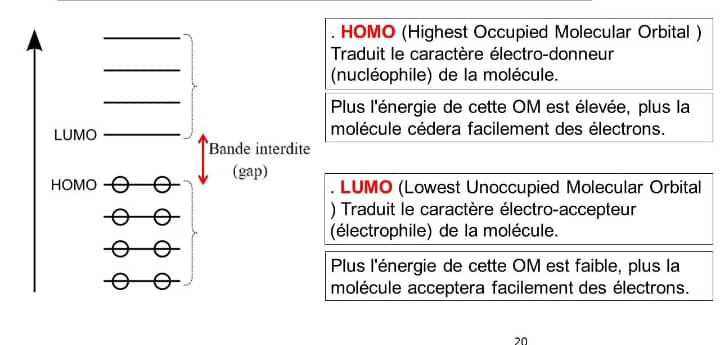 LUMO
HOMO
Bande interdite
(gap)
. HOMO (Highest Occupied Molecular Orbital )
Traduit le caractère électro-donneur
(nucléophile) de la molécule.
Plus l'énergie de cette OM est élevée, plus la
molécule cédera facilement des électrons.
. LUMO (Lowest Unoccupied Molecular Orbital
) Traduit le caractère électro-accepteur
(électrophile) de la molécule.
Plus l'énergie de cette OM est faible, plus la
molécule acceptera facilement des électrons.
20